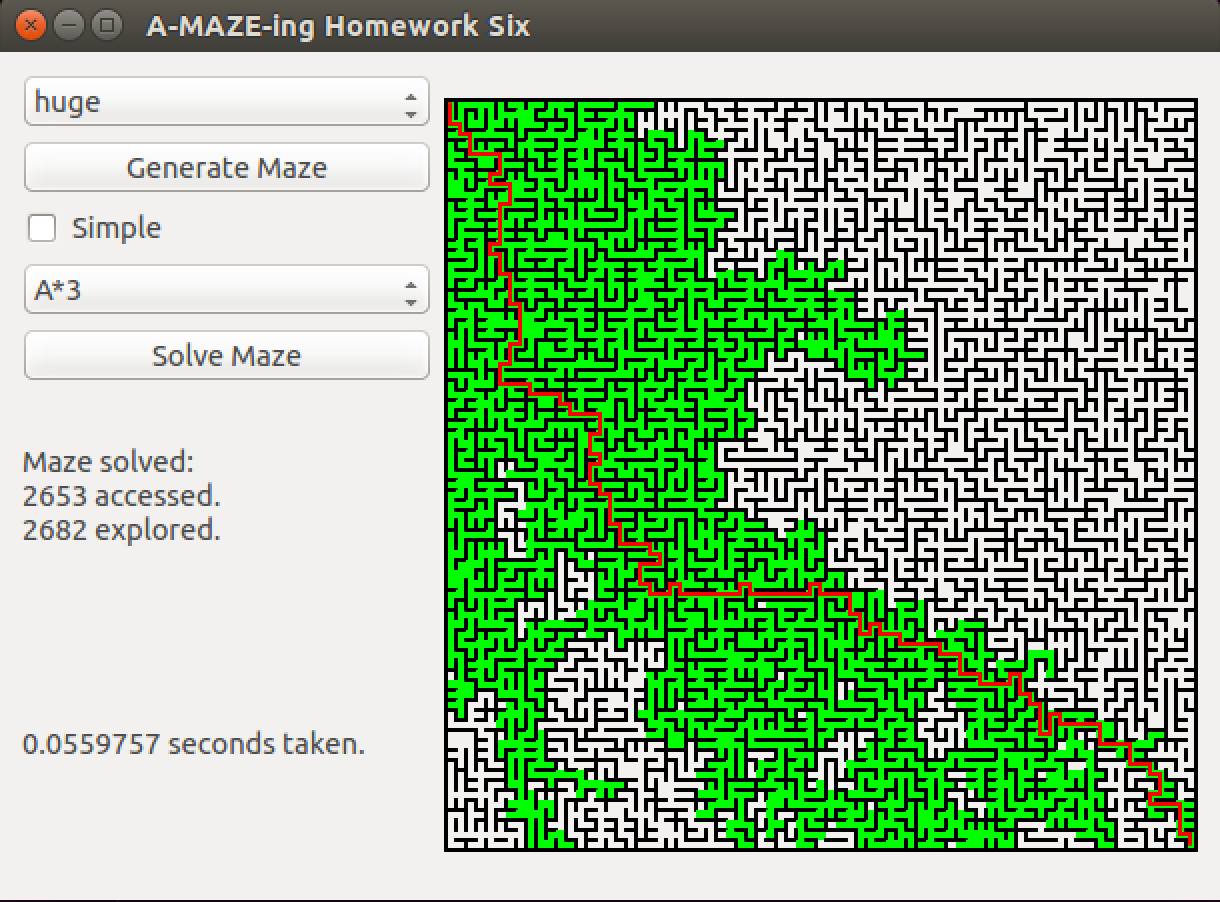 A-MAZE-ing Homework Six
huge
Generate Maze
Simple
A*3
Solve Maze
Maze solved:
2653 accessed.
2682 explored.
0.0559757 seconds taken.